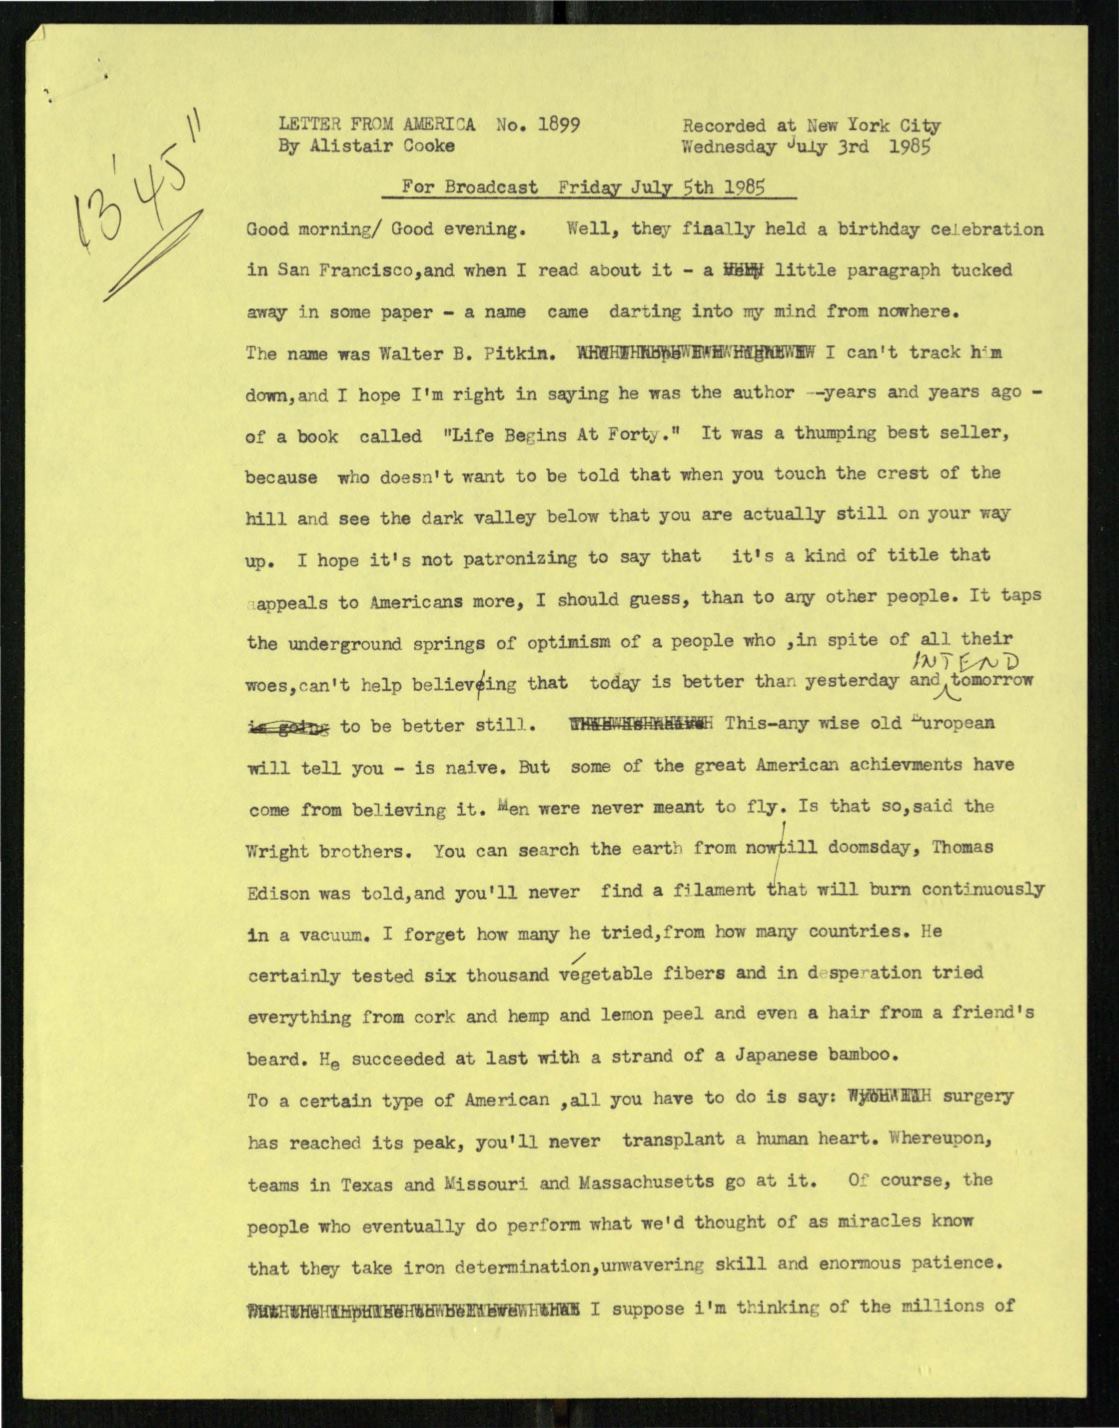 13' 45"
LETTER FROM AMERICA No. 1899
By Alistair Cooke
Recorded at New York City
Wednesday July 3rd 1985
For Broadcast Friday July 5th 1985
Good morning/ Good evening. Well, they fiaally held a birthday celebration
in San Francisco,and when I read about it - a little paragraph tucked
away in some paper - a name came darting into my mind from nowhere.
The name was Walter B. Pitkin. I can't track him
down,and I hope I'm right in saying he was the author --years and years ago -
of a book called "Life Begins At Forty." It was a thumping best seller,
because who doesn't want to be told that when you touch the crest of the
hill and see the dark valley below that you are actually still on your way
up. I hope it's not patronizing to say that it's a kind of title that
aappeals to Americans more, I should guess, than to any other people. It taps
the underground springs of optimism of a people who ,in spite of all their
INTEND
woes,can't help believeing that today is better than yesterday and tomorrow
is going to be better still. This-any wise old European
will tell you - is naive. But some of the great American achievments have
come from believing it. Men were never meant to fly. Is that so,said the
Wright brothers. You can search the earth from now till doomsday, Thomas
Edison was told,and you'll never find a filament that will burn continuously
in a vacuum. I forget how many he tried,from how many countries. He
certainly tested six thousand vegetable fibers and in desperation tried
everything from cork and hemp and lemon peel and even a hair from a friend's
beard. He succeeded at last with a strand of a Japanese bamboo.
To a certain type of American ,all you have to do is say: surgery
has reached its peak, you'll never transplant a human heart. Whereupon,
teams in Texas and Missouri and Massachusetts go at it. Of course, the
people who eventually do perform what we'd thought of as miracles know
that they take iron determination,unwavering skill and enormous patience.
I suppose i'm thinking of the millions of